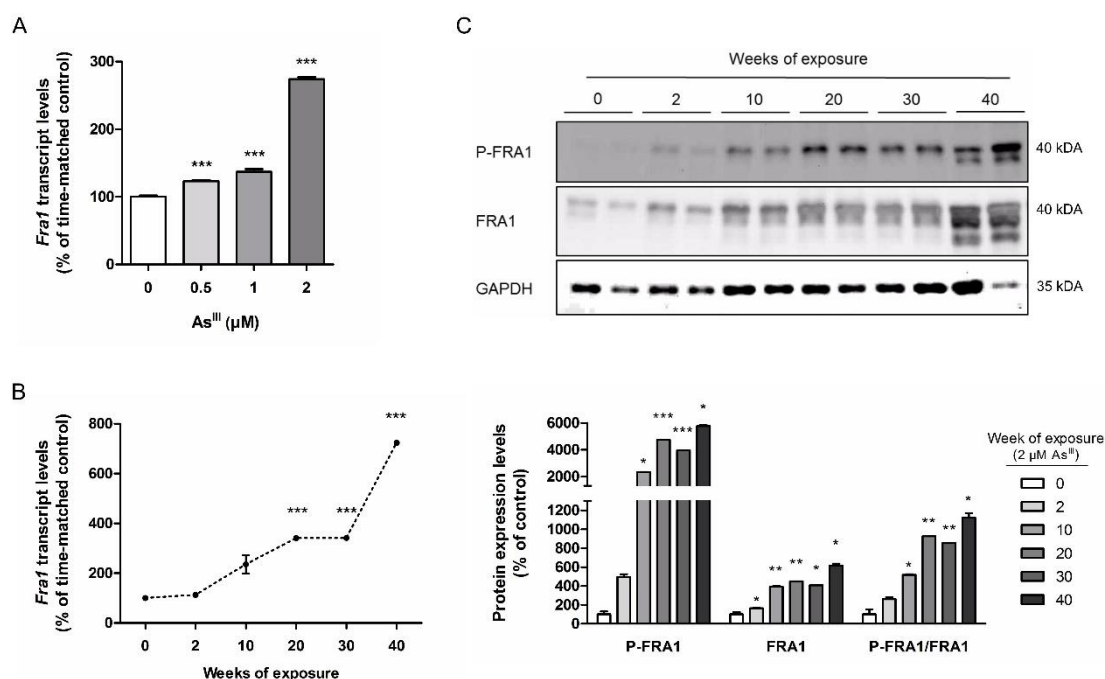 A
Fra1 transcript levels
(% of time-matched control)
300
200
100
0
***
***
***
0 0.5 1 2
As^III (µM)
B
Fra1 transcript levels
(% of time-matched control)
800
600
400
200
0
***
***
***
0 2 10 20 30 40
Weeks of exposure
C
Weeks of exposure
0 2 10 20 30 40
P-FRA1 40 kDA
FRA1 40 kDA
GAPDH 35 kDA
Protein expression levels
(% of control)
6000
4000
2000
1200
1000
800
600
400
200
0
* *** *** *
* ** ** * *
* ** ** *
P-FRA1 FRA1 P-FRA1/FRA1
Week of exposure
(2 µM As^III)
0
2
10
20
30
40